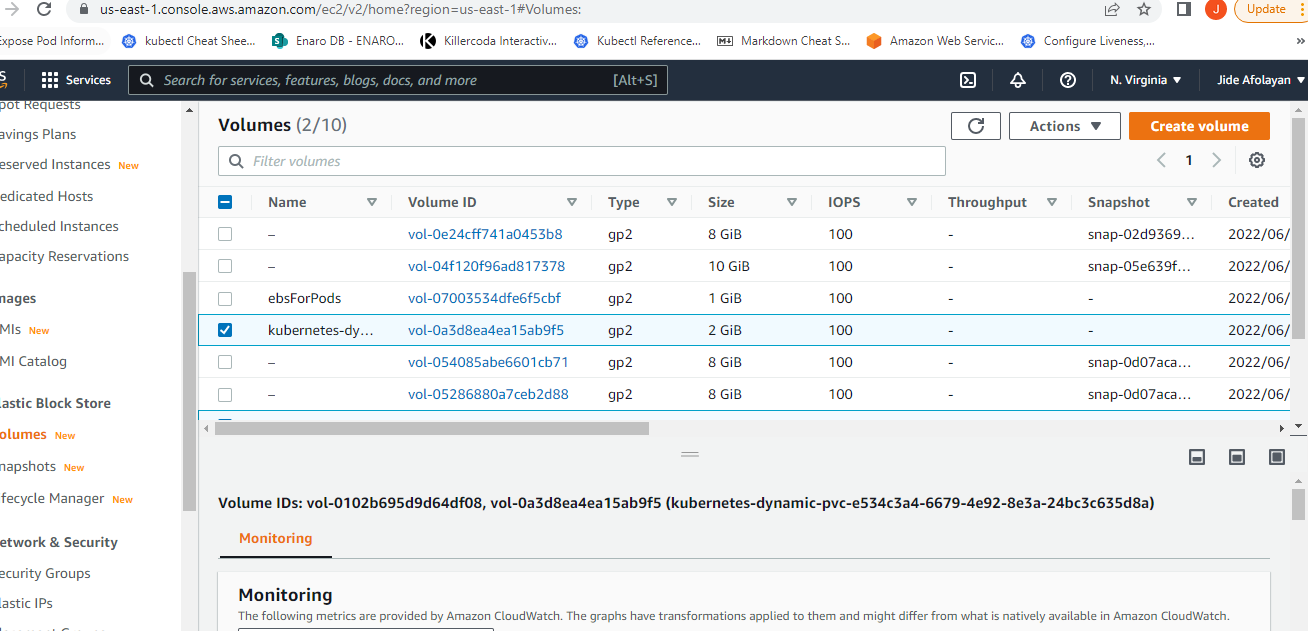 us-east-1.console.aws.amazon.com/ec2/v2/home?region=us-east-1#Volumes:
J
Update
xpose Pod Inform...
kubectl Cheat Shee...
Enaro DB - ENARO...
Killercoda Interactiv...
Kubectl Reference...
Markdown Cheat S...
Amazon Web Servic...
Configure Liveness,...
»
Services
Search for services, features, blogs, docs, and more
[Alt+S]
N. Virginia
Jide Afolayan
pot Requests
avings Plans
eserved Instances New
edicated Hosts
cheduled Instances
apacity Reservations
mages
MIs New
MI Catalog
lastic Block Store
olumes New
napshots New
fecycle Manager New
etwork & Security
ecurity Groups
lastic IPs
Volumes (2/10)
Actions
Create volume
Filter volumes
1
Name Volume ID Type Size IOPS Throughput Snapshot Created
– vol-0e24cff741a0453b8 gp2 8 GiB 100 - snap-02d9369... 2022/06/
– vol-04f120f96ad817378 gp2 10 GiB 100 - snap-05e639f... 2022/06/
ebsForPods vol-07003534dfe6f5cbf gp2 1 GiB 100 - - 2022/06/
kubernetes-dy... vol-0a3d8ea4ea15ab9f5 gp2 2 GiB 100 - - 2022/06/
– vol-054085abe6601cb71 gp2 8 GiB 100 - snap-0d07aca... 2022/06/
– vol-05286880a7ceb2d88 gp2 8 GiB 100 - snap-0d07aca... 2022/06/
Volume IDs: vol-0102b695d9d64df08, vol-0a3d8ea4ea15ab9f5 (kubernetes-dynamic-pvc-e534c3a4-6679-4e92-8e3a-24bc3c635d8a)
Monitoring
Monitoring
The following metrics are provided by Amazon CloudWatch. The graphs have transformations applied to them and might differ from what is natively available in Amazon CloudWatch.